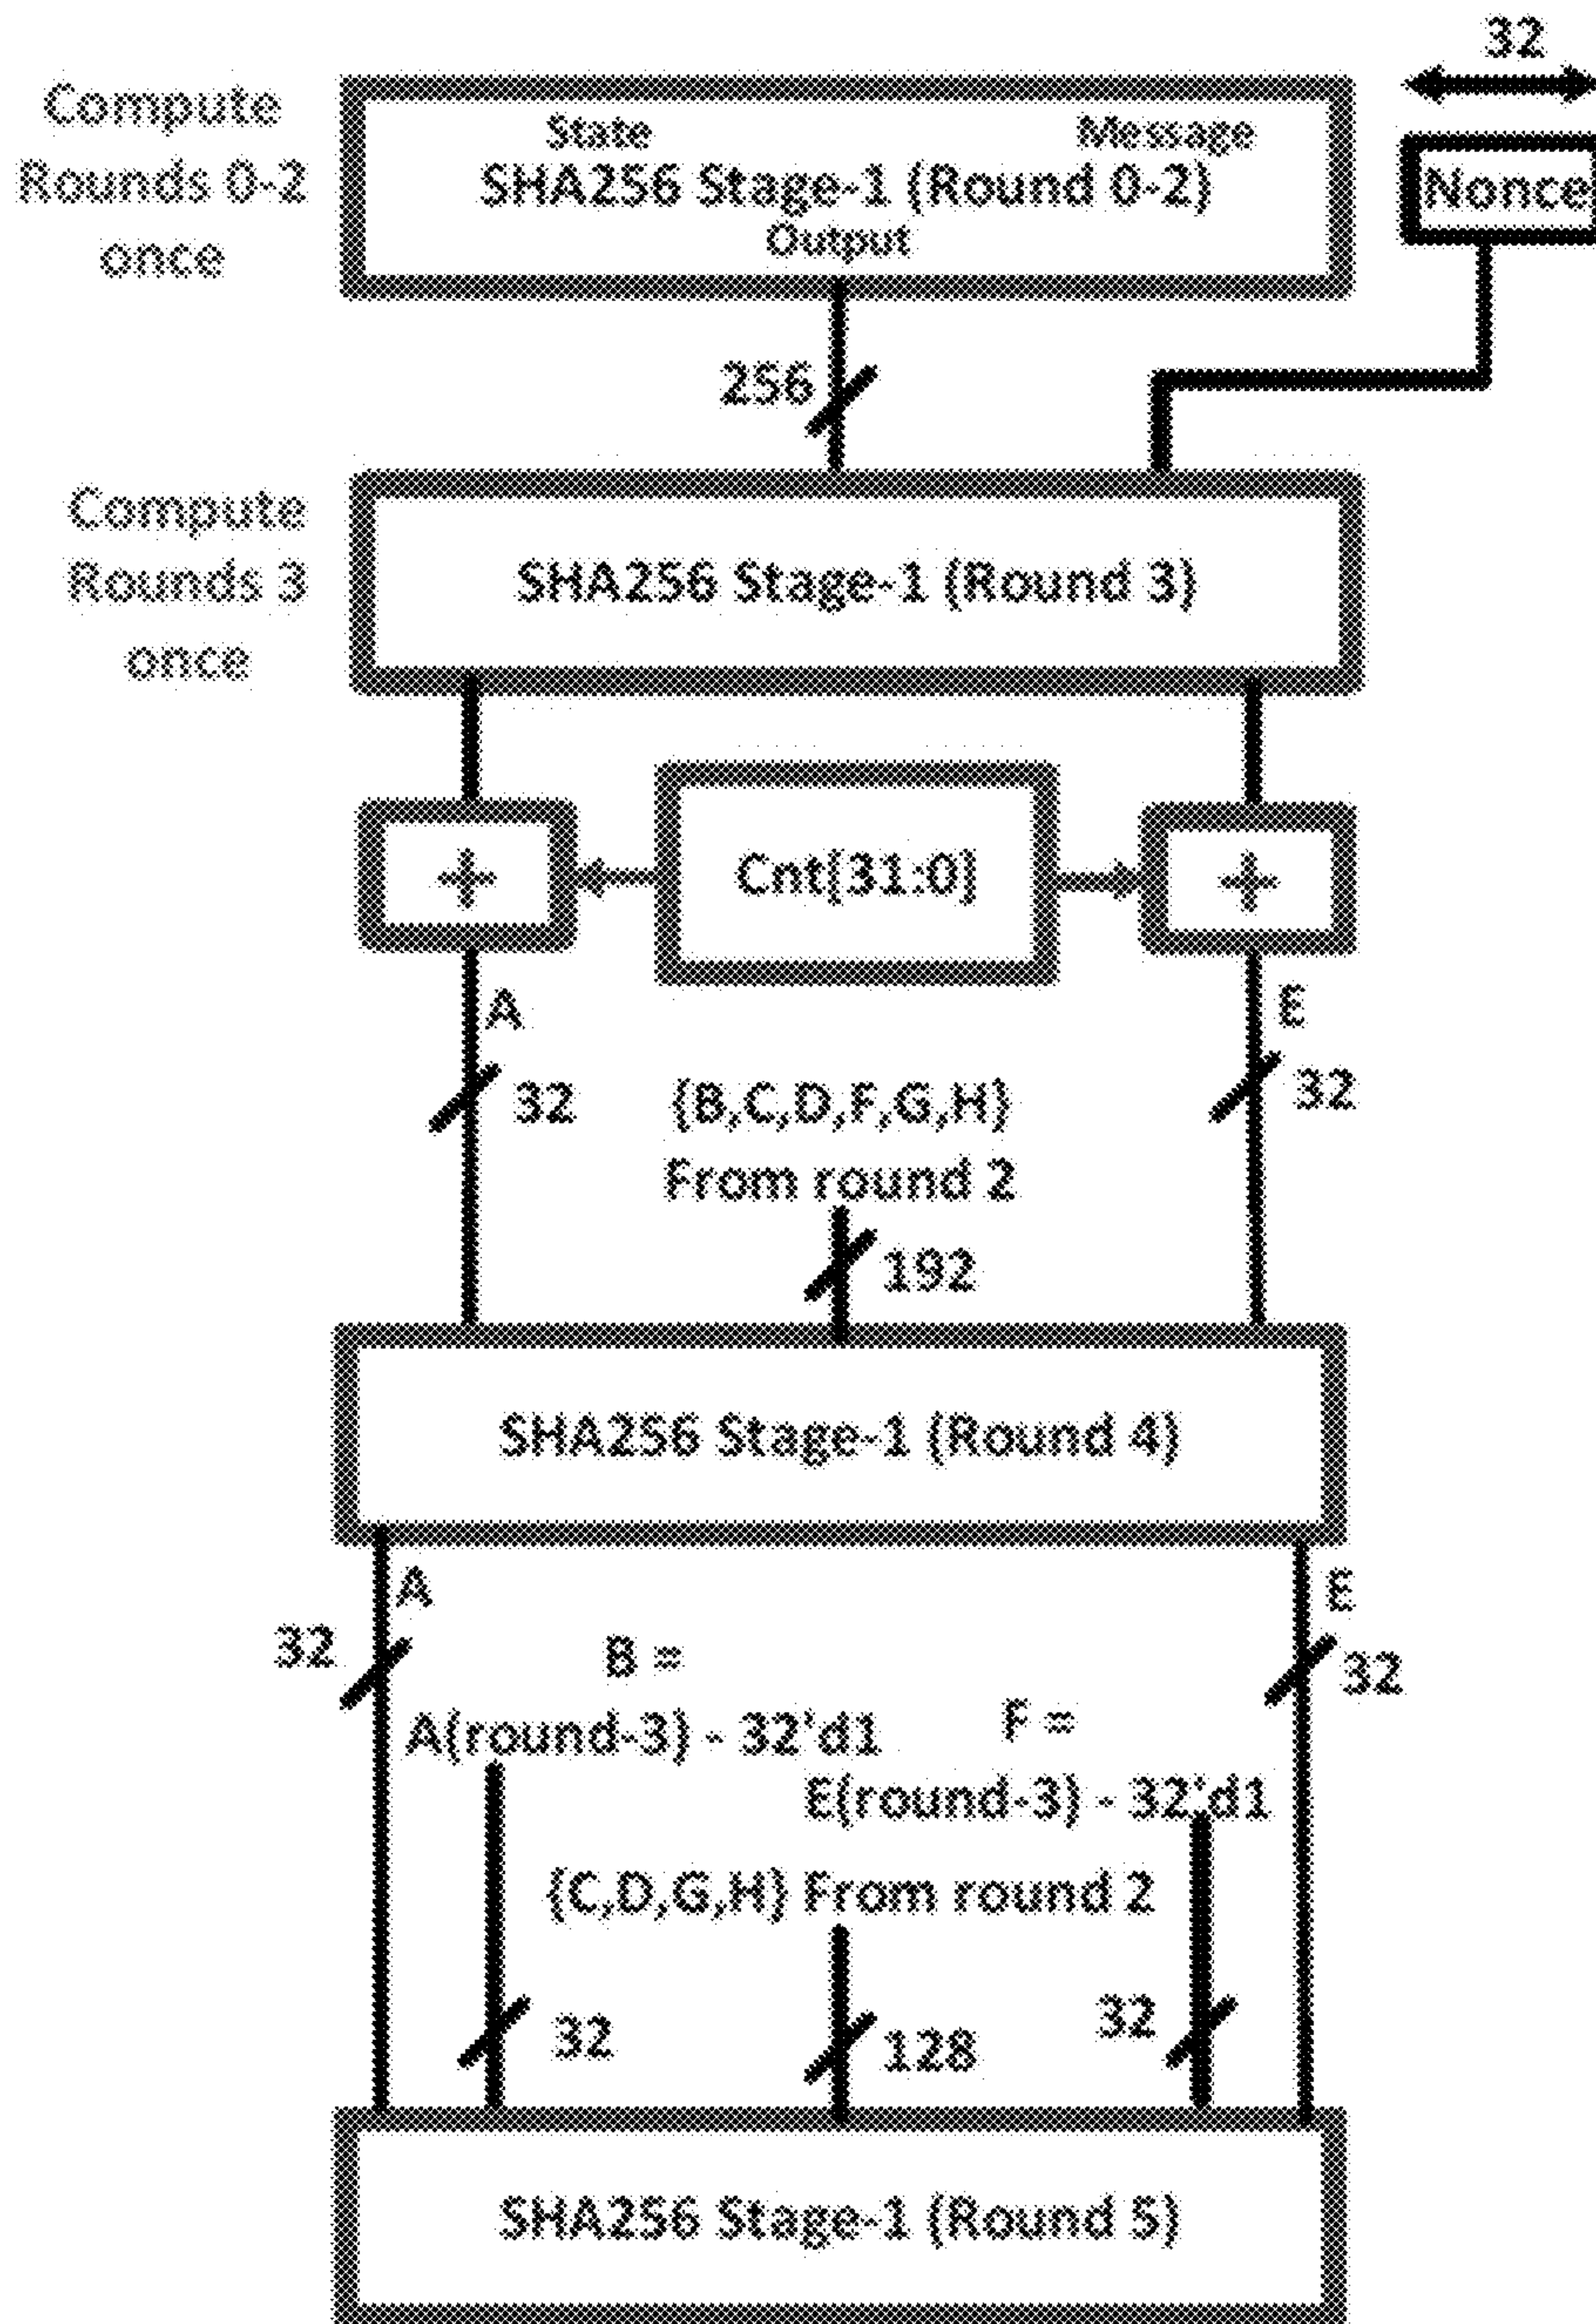 32
Compute
Rounds 0-2
once
State
Message
SHA256 Stage-1 (Round 0-2)
Output
Nonce
256
Compute
Rounds 3
once
SHA256 Stage-1 (Round 3)
+
Cnt[31:0]
+
A
E
32
{B,C,D,F,G,H}
From round 2
32
192
SHA256 Stage-1 (Round 4)
A
E
32
32
B =
A(round-3) - 32'd1
F =
E(round-3) - 32'd1
{C,D,G,H} From round 2
32
128
32
SHA256 Stage-1 (Round 5)